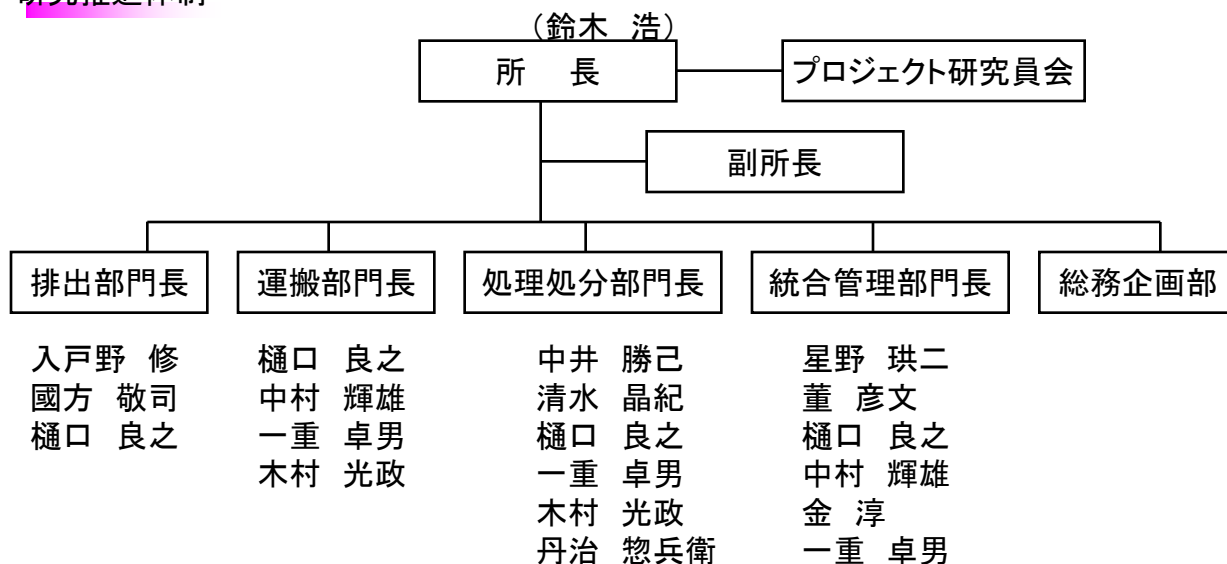 研究推進体制
（鈴木　浩）
所　長
プロジェクト研究員会
副所長
排出部門長
運搬部門長
処理処分部門長
統合管理部門長
総務企画部
入戸野　修
國方　敬司
樋口　良之
樋口　良之
中村　輝雄
一重　卓男
木村　光政
中井　勝己
清水　晶紀
樋口　良之
一重　卓男
木村　光政
丹治　惣兵衛
星野　珙二
董　彦文
樋口　良之
中村　輝雄
金　淳
一重　卓男